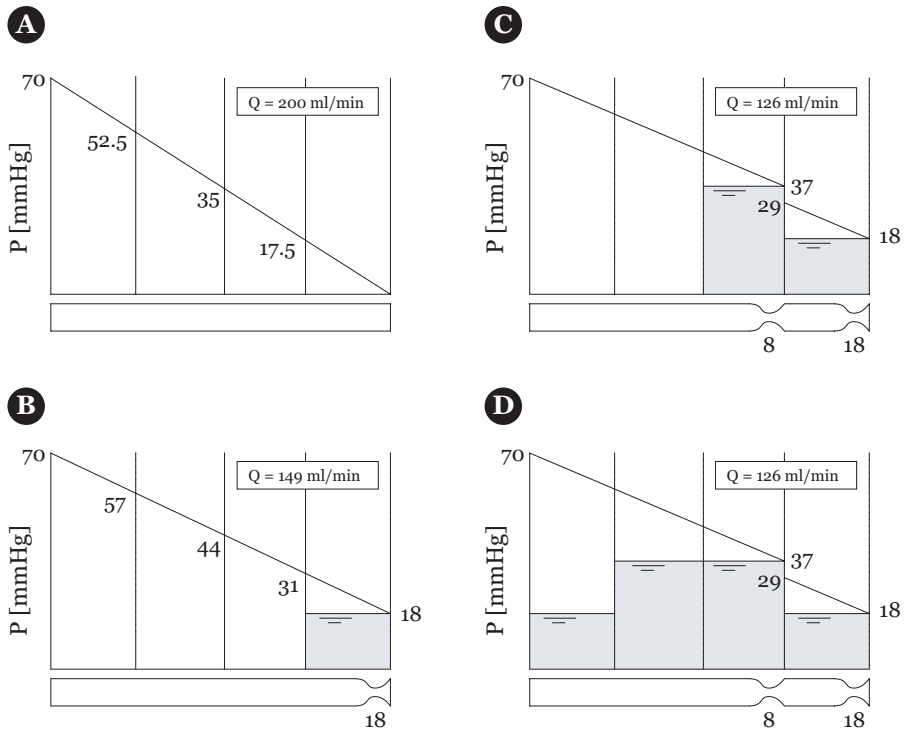 A
P [mmHg]
70
52.5
35
17.5
Q = 200 ml/min
B
P [mmHg]
70
57
44
31
18
Q = 149 ml/min
18
C
P [mmHg]
70
Q = 126 ml/min
37
29
18
8
18
D
P [mmHg]
70
Q = 126 ml/min
37
29
18
8
18